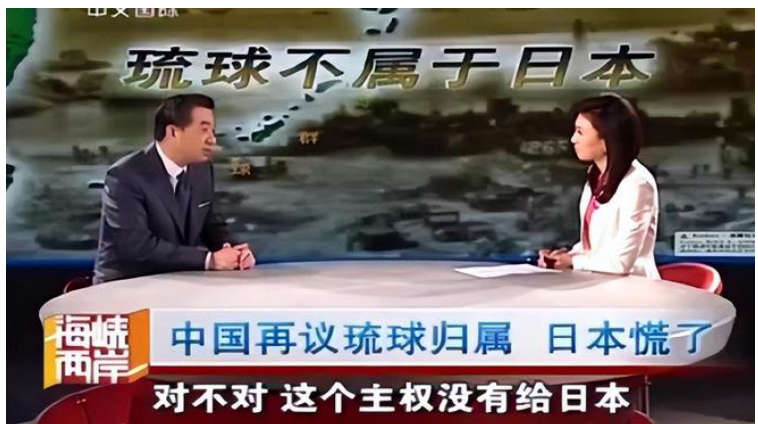 中文国际
琉球不属于日本
群
球
海峡
两岸
中国再议琉球归属 日本慌了
对不对 这个主权没有给日本